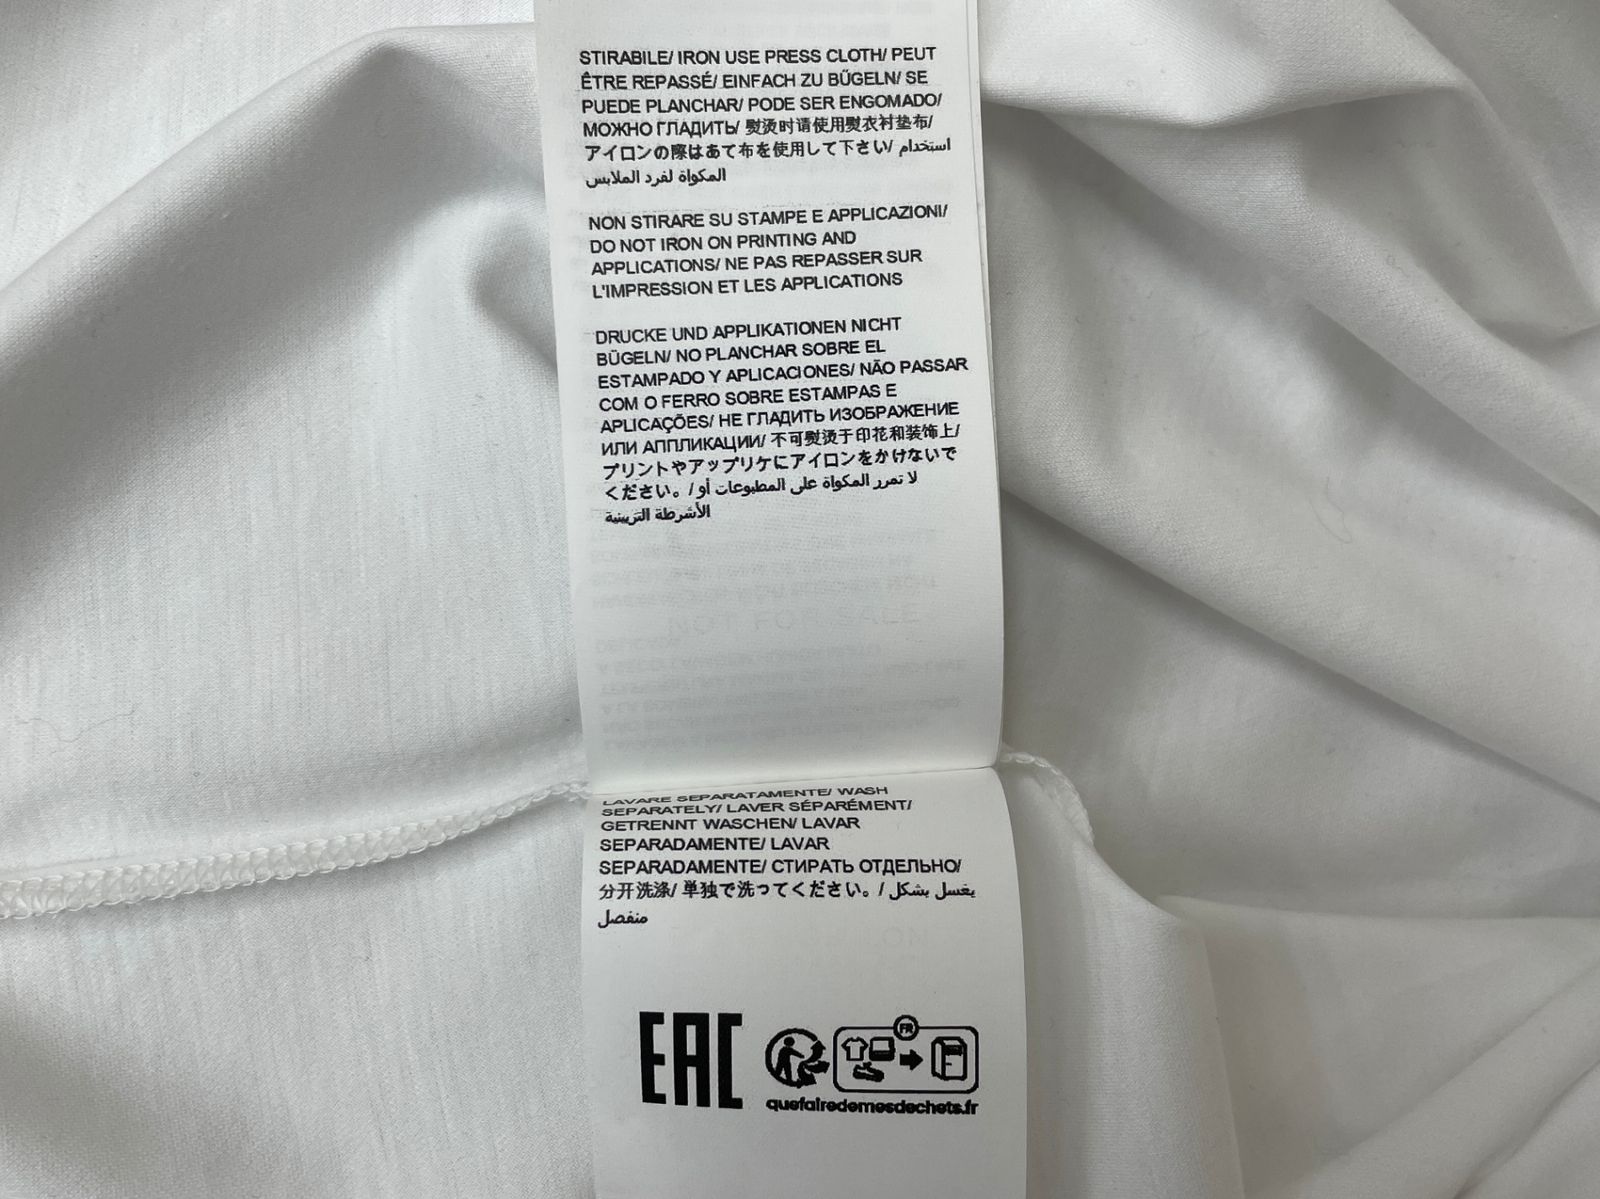 STIRABILE/ IRON USE PRESS CLOTH/ PEUT
ÊTRE REPASSÉ/ EINFACH ZU BÜGELN/ SE
PUEDE PLANCHAR/ PODE SER ENGOMADO/
МОЖНО ГЛАДИТЬ/ 熨烫时请使用熨衣衬垫布/
アイロンの際はあて布を使用して下さい/ استخدام
المكواة لفرد الملابس
NON STIRARE SU STAMPE E APPLICAZIONI/
DO NOT IRON ON PRINTING AND
APPLICATIONS/ NE PAS REPASSER SUR
L'IMPRESSION ET LES APPLICATIONS
DRUCKE UND APPLIKATIONEN NICHT
BÜGELN/ NO PLANCHAR SOBRE EL
ESTAMPADO Y APLICACIONES/ NÃO PASSAR
COM O FERRO SOBRE ESTAMPAS E
APLICAÇÕES/ НЕ ГЛАДИТЬ ИЗОБРАЖЕНИЕ
ИЛИ АППЛИКАЦИИ/ 不可熨烫于印花和装饰上/
プリントやアップリケにアイロンをかけないで
ください。/ لا تمرر المكواة على المطبوعات أو
الأشرطة التزيينية
LAVARE SEPARATAMENTE/ WASH
SEPARATELY/ LAVER SÉPARÉMENT/
GETRENNT WASCHEN/ LAVAR
SEPARADAMENTE/ LAVAR
SEPARADAMENTE/ СТИРАТЬ ОТДЕЛЬНО/
分开洗涤/ 単独で洗ってください。/ يغسل بشكل
منفصل
EAC
FR
quefairedemesdechets.fr